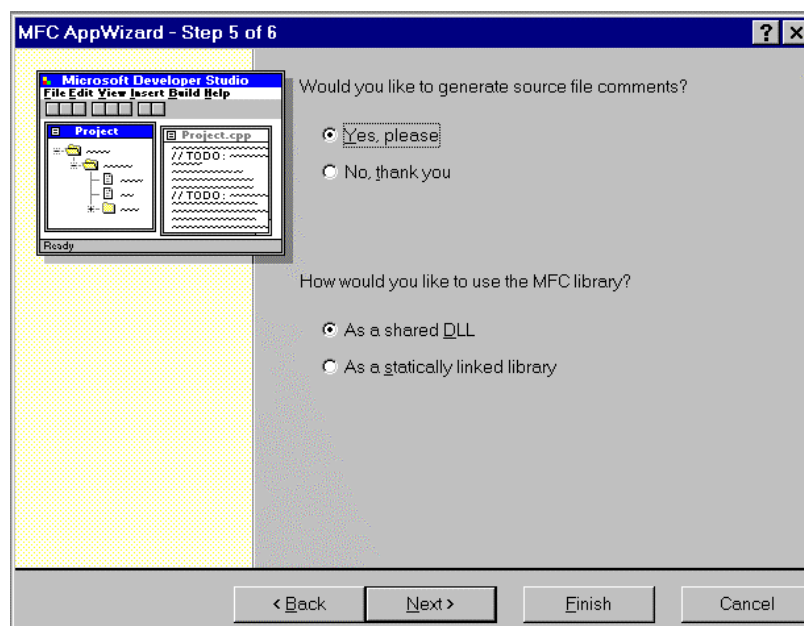 MFC AppWizard - Step 5 of 6
Microsoft Developer Studio
File Edit View Insert Build Help
Project
Project.cpp
//TODO:
//TODO:
Ready
Would you like to generate source file comments?
Yes, please
No, thank you
How would you like to use the MFC library?
As a shared DLL
As a statically linked library
< Back
Next >
Finish
Cancel